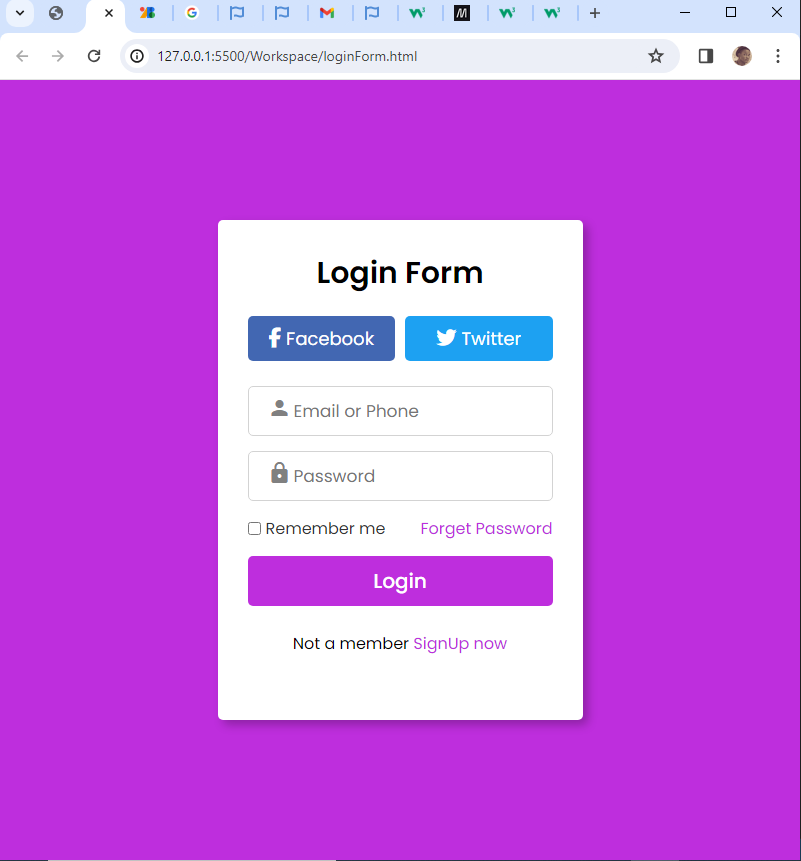 127.0.0.1:5500/Workspace/loginForm.html
Login Form
Facebook Twitter
Email or Phone
Password
Remember me Forget Password
Login
Not a member SignUp now